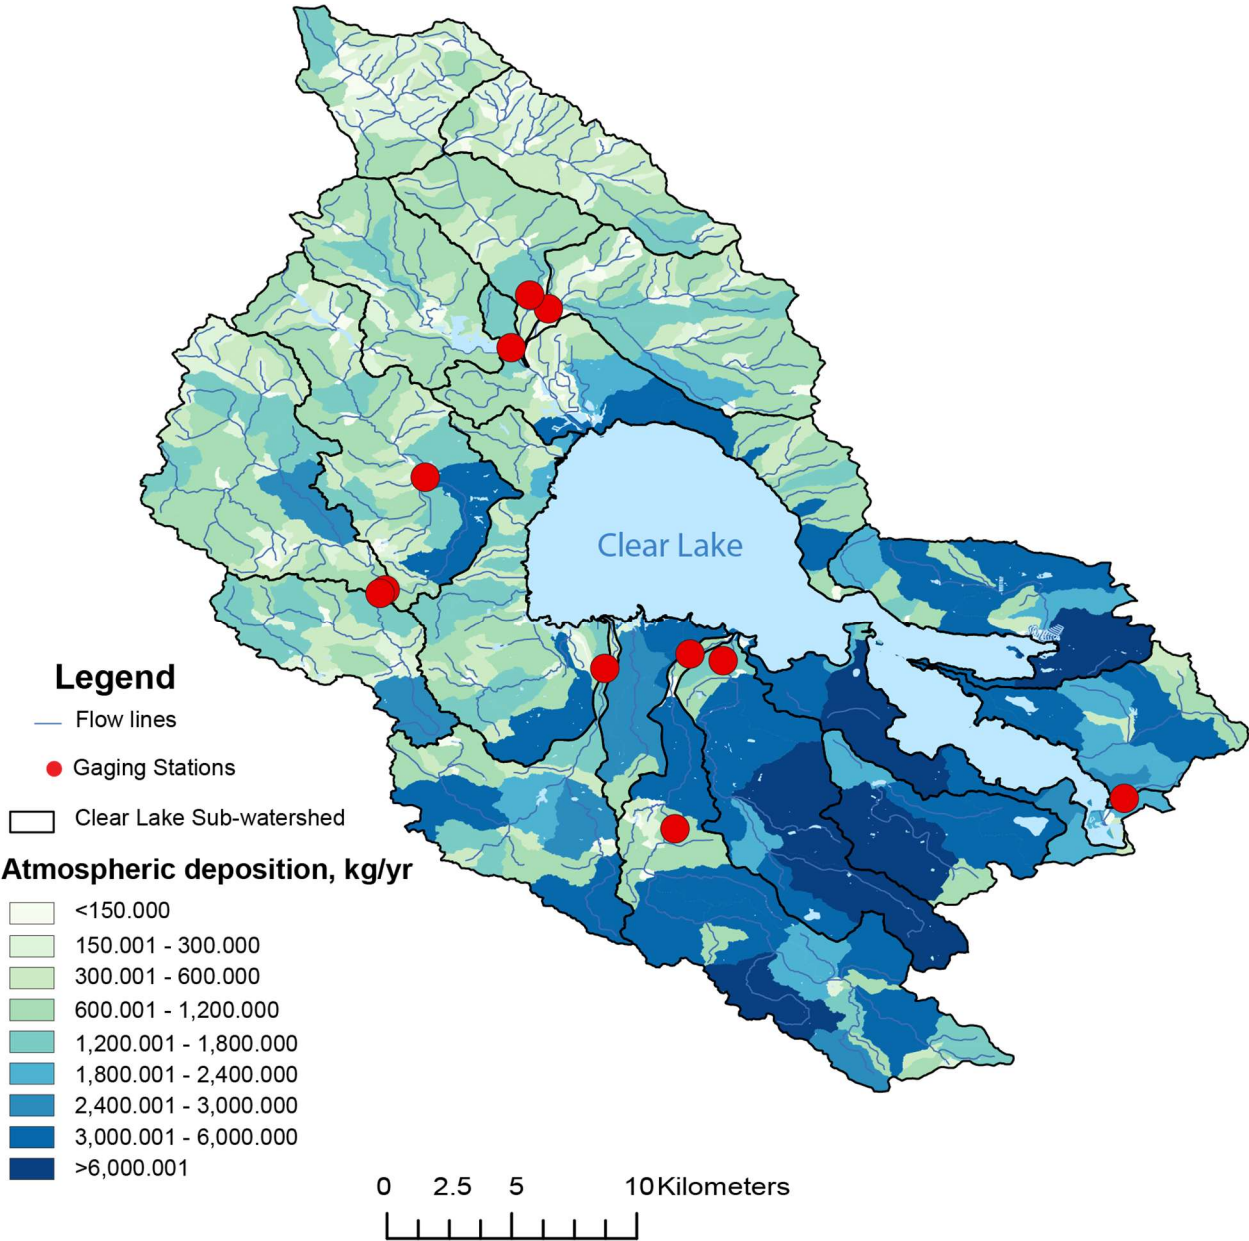 Clear Lake
Legend
Flow lines
Gaging Stations
Clear Lake Sub-watershed
Atmospheric deposition, kg/yr
<150.000
150.001 - 300.000
300.001 - 600.000
600.001 - 1,200.000
1,200.001 - 1,800.000
1,800.001 - 2,400.000
2,400.001 - 3,000.000
3,000.001 - 6,000.000
>6,000.001
0 2.5 5 10 Kilometers